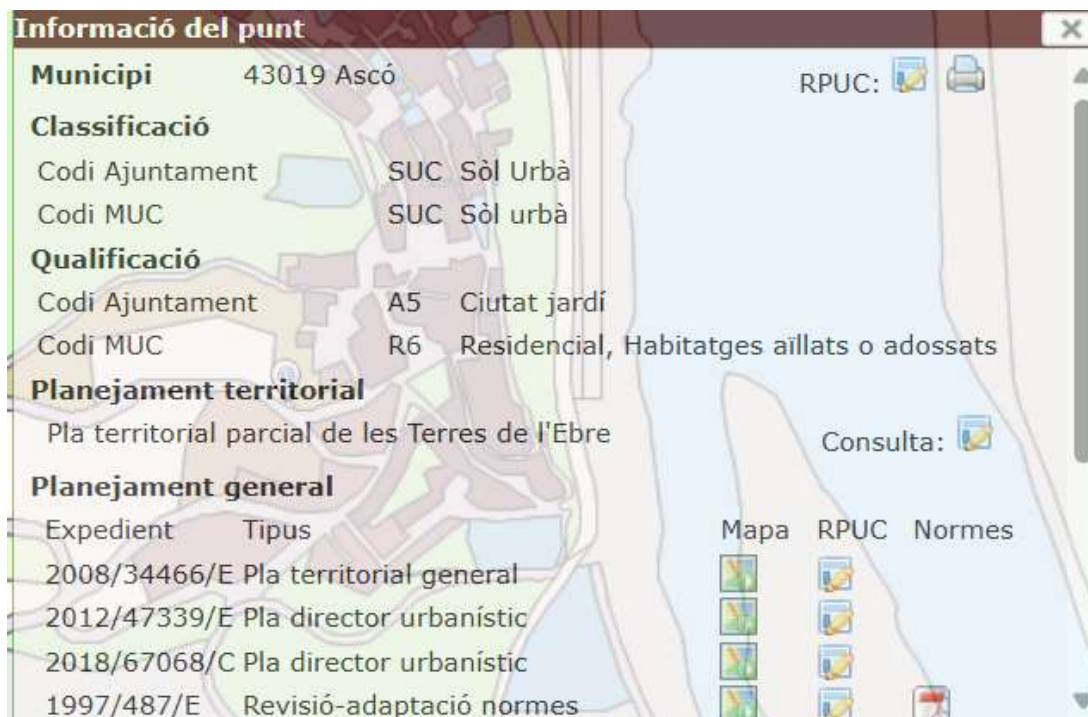 Informació del punt
Municipi 43019 Ascó RPUC:
Classificació
Codi Ajuntament SUC Sòl Urbà
Codi MUC SUC Sòl urbà
Qualificació
Codi Ajuntament A5 Ciutat jardí
Codi MUC R6 Residencial, Habitatges aïllats o adossats
Planejament territorial
Pla territorial parcial de les Terres de l'Ebre Consulta:
Planejament general
Expedient Tipus Mapa RPUC Normes
2008/34466/E Pla territorial general
2012/47339/E Pla director urbanístic
2018/67068/C Pla director urbanístic
1997/487/E Revisió-adaptació normes